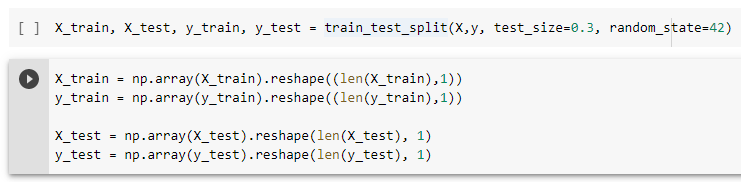 [ ] X_train, X_test, y_train, y_test = train_test_split(X,y, test_size=0.3, random_state=42)
X_train = np.array(X_train).reshape((len(X_train),1))
y_train = np.array(y_train).reshape((len(y_train),1))
X_test = np.array(X_test).reshape(len(X_test), 1)
y_test = np.array(y_test).reshape(len(y_test), 1)